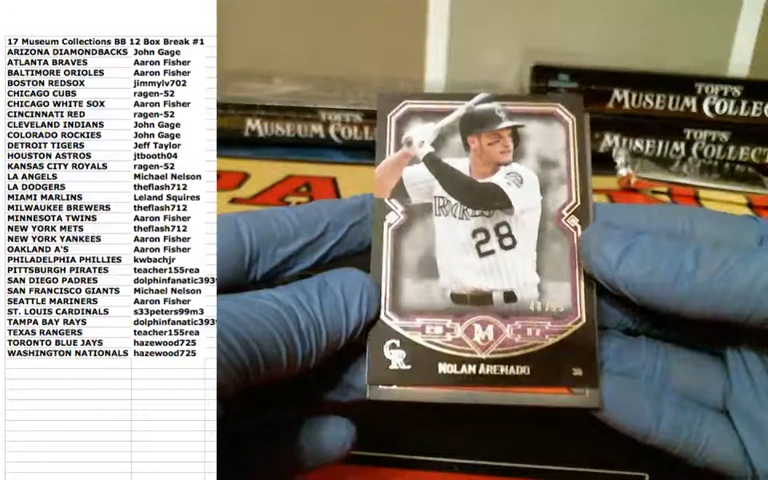 17 Museum Collections BB 12 Box Break #1
ARIZONA DIAMONDBACKS John Gage
ATLANTA BRAVES Aaron Fisher
BALTIMORE ORIOLES Aaron Fisher
BOSTON REDSOX jimmylv702
CHICAGO CUBS ragen-52
CHICAGO WHITE SOX Aaron Fisher
CINCINNATI RED ragen-52
CLEVELAND INDIANS John Gage
COLORADO ROCKIES John Gage
DETROIT TIGERS Jeff Taylor
HOUSTON ASTROS jtbooth04
KANSAS CITY ROYALS ragen-52
LA ANGELS Michael Nelson
LA DODGERS theflash712
MIAMI MARLINS Leland Squires
MILWAUKEE BREWERS theflash712
MINNESOTA TWINS Aaron Fisher
NEW YORK METS theflash712
NEW YORK YANKEES Aaron Fisher
OAKLAND A'S Aaron Fisher
PHILADELPHIA PHILLIES kwbachjr
PITTSBURGH PIRATES teacher155rea
SAN DIEGO PADRES dolphinfanatic393
SAN FRANCISCO GIANTS Michael Nelson
SEATTLE MARINERS Aaron Fisher
ST. LOUIS CARDINALS s33peters99m3
TAMPA BAY RAYS dolphinfanatic393
TEXAS RANGERS teacher155rea
TORONTO BLUE JAYS hazewood725
WASHINGTON NATIONALS hazewood725
TOPPS
MUSEUM COLLEC
TOPPS
MUSEUM COLLECT
MUSEUM COLL
ROCKIES
28
M
CR
NOLAN ARENADO